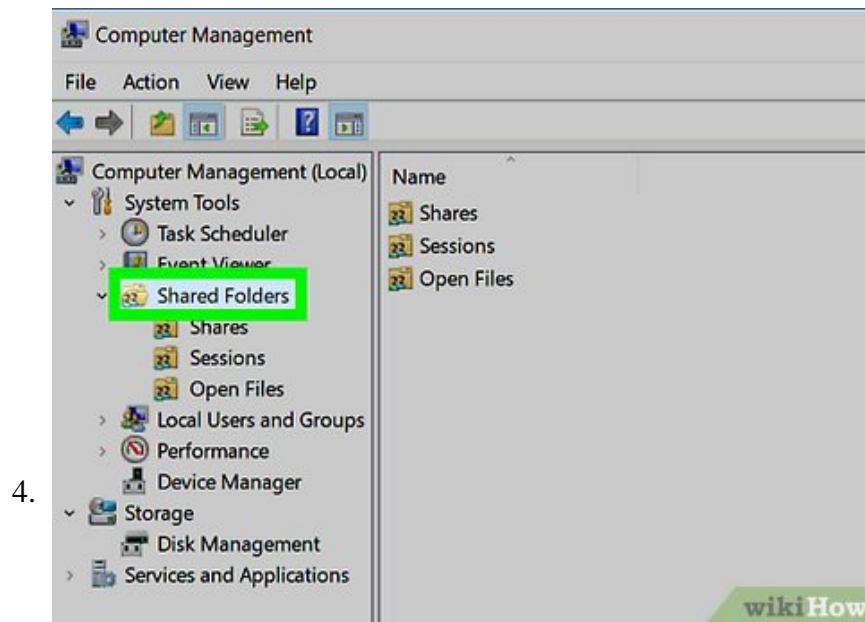 Computer Management
File Action View Help
Computer Management (Local)
System Tools
Task Scheduler
Event Viewer
Shared Folders
Shares
Sessions
Open Files
Local Users and Groups
Performance
Device Manager
Storage
Disk Management
Services and Applications
Name
Shares
Sessions
Open Files
4.
wikiHow